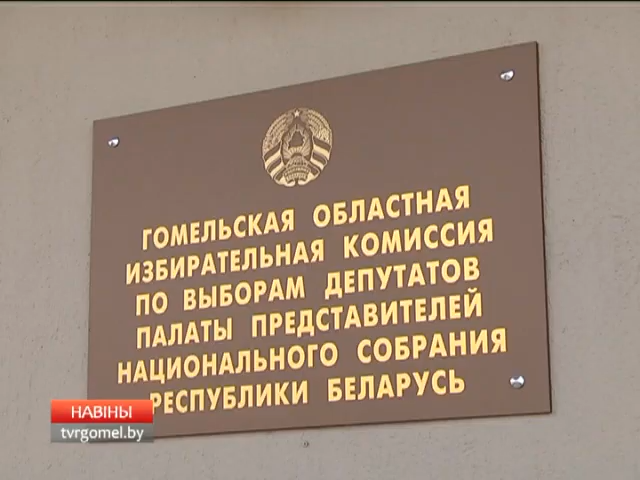 ГОМЕЛЬСКАЯ ОБЛАСТНАЯ
ИЗБИРАТЕЛЬНАЯ КОМИССИЯ
ПО ВЫБОРАМ ДЕПУТАТОВ
ПАЛАТЫ ПРЕДСТАВИТЕЛЕЙ
НАЦИОНАЛЬНОГО СОБРАНИЯ
РЕСПУБЛИКИ БЕЛАРУСЬ
НАВІНЫ
tvrgomel.by